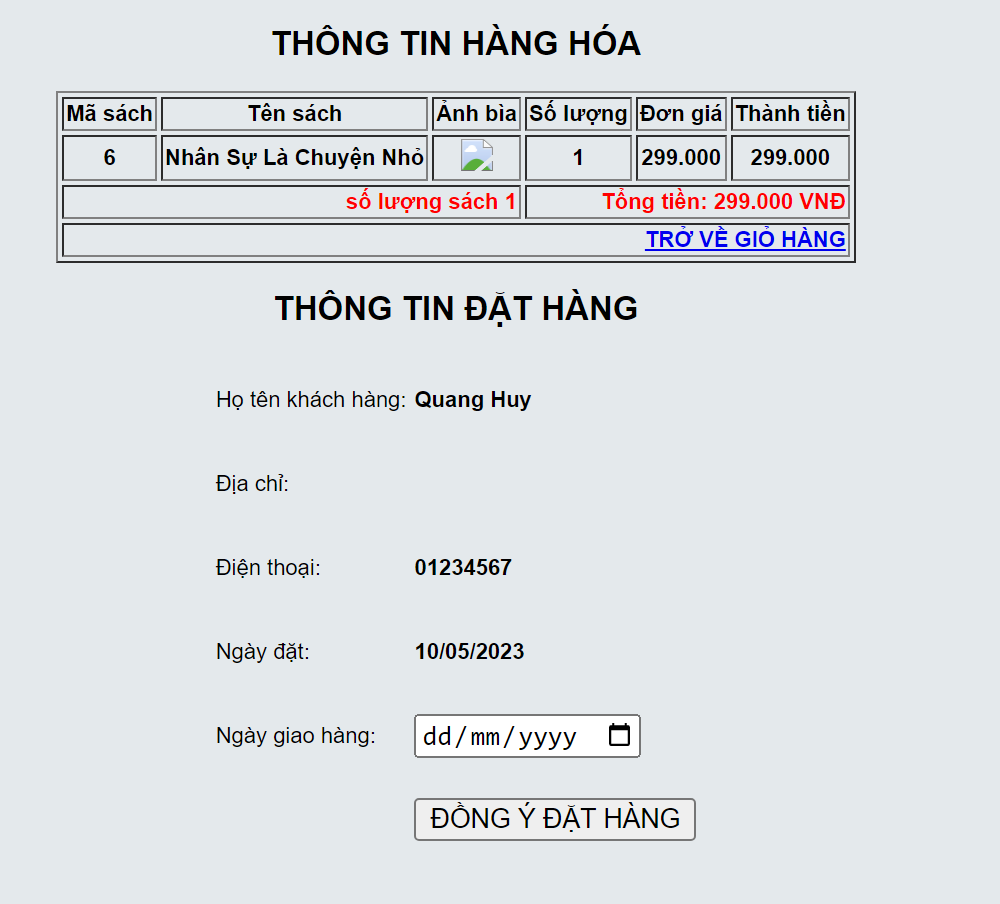 THÔNG TIN HÀNG HÓA
Mã sách Tên sách Ảnh bìa Số lượng Đơn giá Thành tiền
6 Nhân Sự Là Chuyện Nhỏ 1 299.000 299.000
số lượng sách 1 Tổng tiền: 299.000 VNĐ
TRỞ VỀ GIỎ HÀNG
THÔNG TIN ĐẶT HÀNG
Họ tên khách hàng: Quang Huy
Địa chỉ:
Điện thoại: 01234567
Ngày đặt: 10/05/2023
Ngày giao hàng: dd/mm/yyyy
ĐỒNG Ý ĐẶT HÀNG